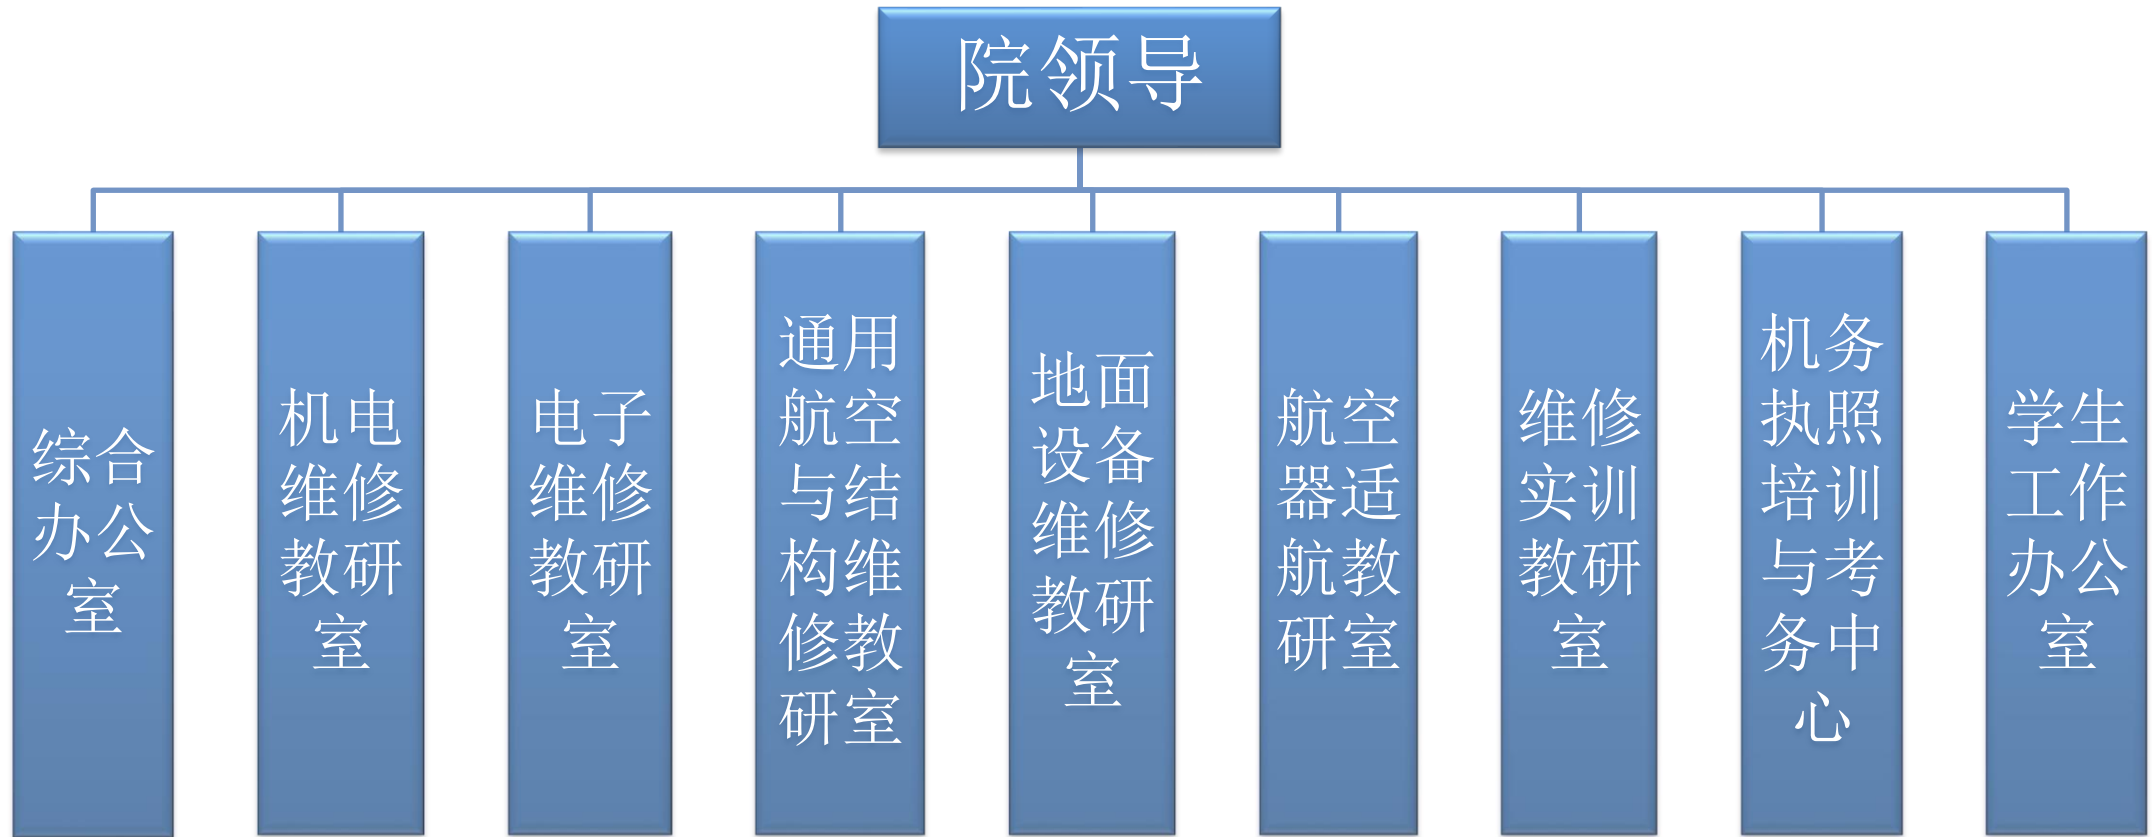 院领导
综合
办公
室
机电
维修
教研
室
电子
维修
教研
室
通用
航空
与结
构维
修教
研室
地面
设备
维修
教研
室
航空
器适
航教
研室
维修
实训
教研
室
机务
执照
培训
与考
务中
心
学生
工作
办公
室